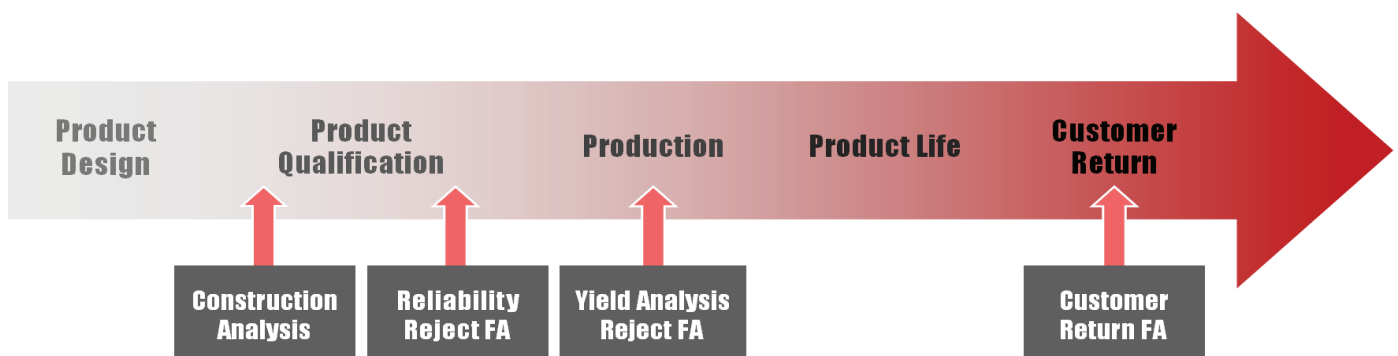 Product
Design
Product
Qualification
Production
Product Life
Customer
Return
Construction
Analysis
Reliability
Reject FA
Yield Analysis
Reject FA
Customer
Return FA